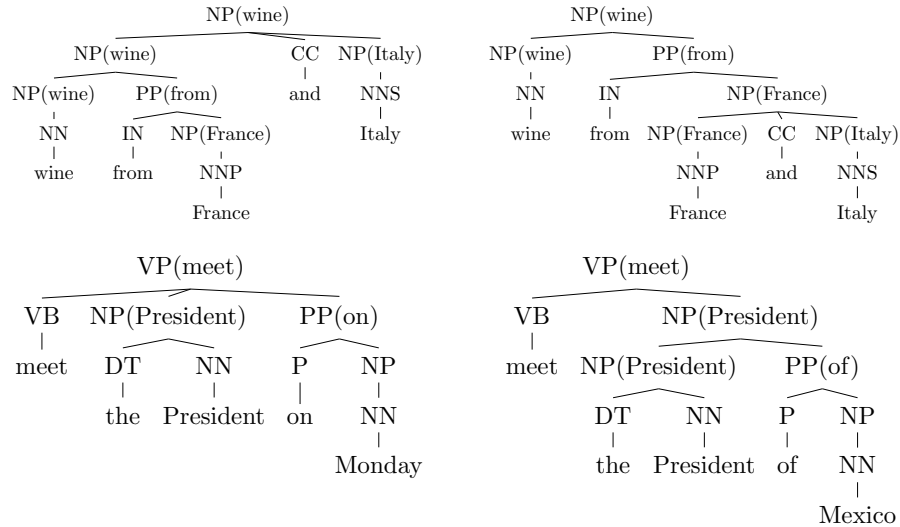 NP(wine)
NP(wine) CC NP(Italy)
NP(wine) PP(from) and NNS
NN IN NP(France) Italy
wine from NNP
France
NP(wine)
NP(wine) PP(from)
NN IN NP(France)
wine from NP(France) CC NP(Italy)
NNP and NNS
France Italy
VP(meet)
VB NP(President) PP(on)
meet DT NN P NP
the President on NN
Monday
VP(meet)
VB NP(President)
meet NP(President) PP(of)
DT NN P NP
the President of NN
Mexico